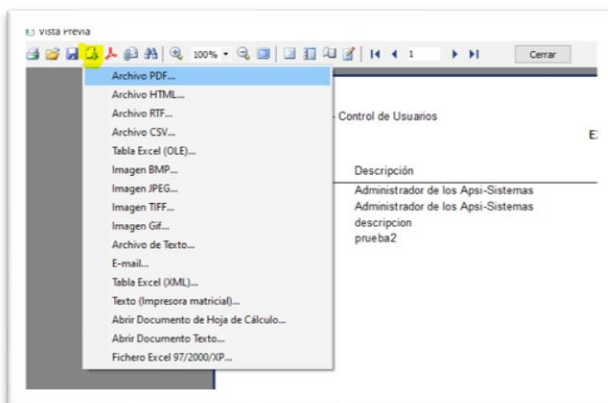 Vista Previa
100%
1
Cerrar
Archivo PDF...
Archivo HTML...
Archivo RTF...
Archivo CSV...
Tabla Excel (OLE)...
Imagen BMP...
Imagen JPEG...
Imagen TIFF...
Imagen Gif...
Archivo de Texto...
E-mail...
Tabla Excel (XML)...
Texto (Impresora matricial)...
Abrir Documento de Hoja de Cálculo...
Abrir Documento Texto...
Fichero Excel 97/2000/XP...
- Control de Usuarios
Descripción
Administrador de los Apsi-Sistemas
Administrador de los Apsi-Sistemas
descripcion
prueba2